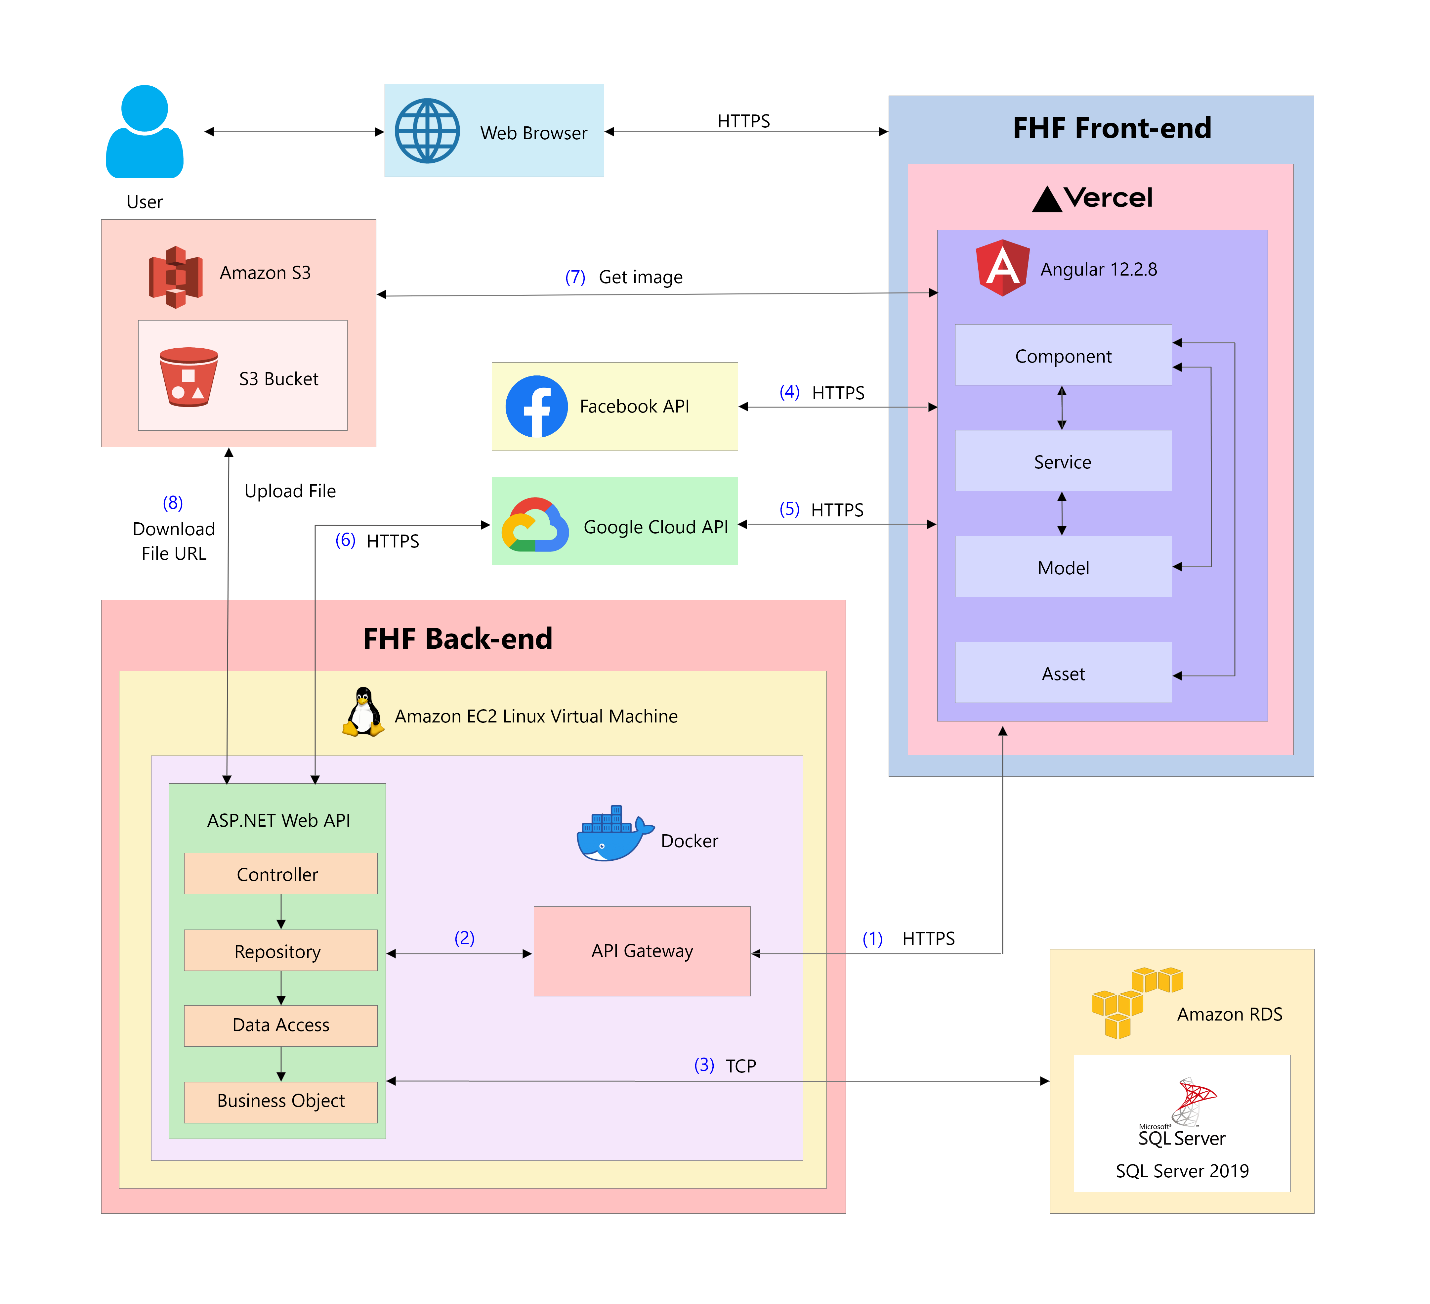 User
Web Browser
HTTPS
FHF Front-end
Vercel
Angular 12.2.8
Component
Service
Model
Asset
Amazon S3
S3 Bucket
(7) Get image
Facebook API
(4) HTTPS
Google Cloud API
(5) HTTPS
(6) HTTPS
(8)
Upload File
Download
File URL
FHF Back-end
Amazon EC2 Linux Virtual Machine
ASP.NET Web API
Controller
Repository
Data Access
Business Object
Docker
(2)
API Gateway
(1) HTTPS
(3) TCP
Amazon RDS
Microsoft®
SQL Server
SQL Server 2019